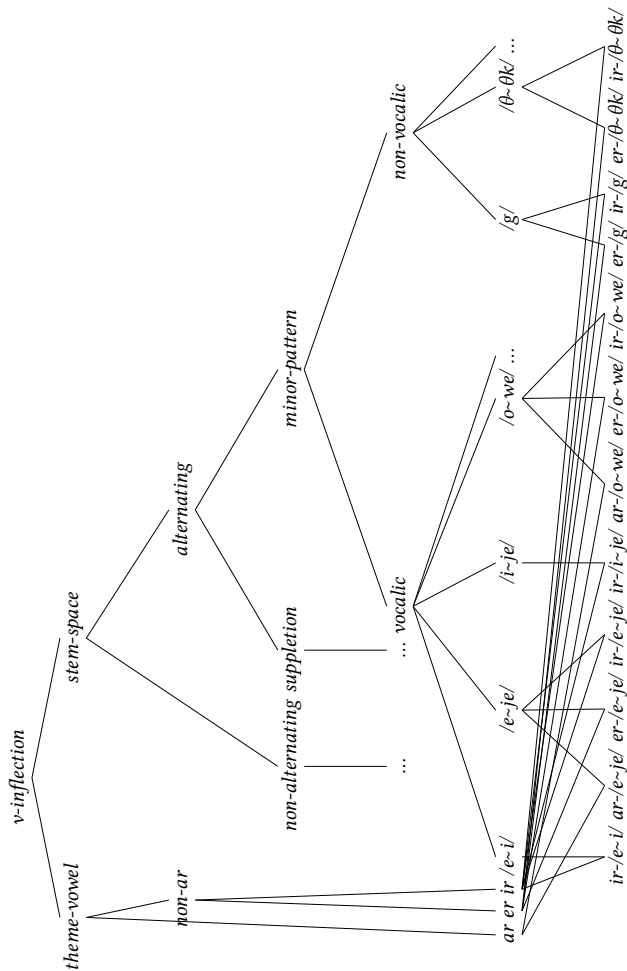 v-inflection
theme-vowel stem-space
non-ar alternating
non-alternating suppletion minor-pattern
... ... vocalic non-vocalic
ar er ir /e~i/ /e~je/ /i~je/ /o~we/ ... /g/ /θ~θk/ ...
ir-/e~i/ ar-/e~je/ er-/e~je/ ir-/e~je/ ir-/i~je/ ar-/o~we/ er-/o~we/ ir-/o~we/ er-/g/ ir-/g/ er-/θ~θk/ ir-/θ~θk/